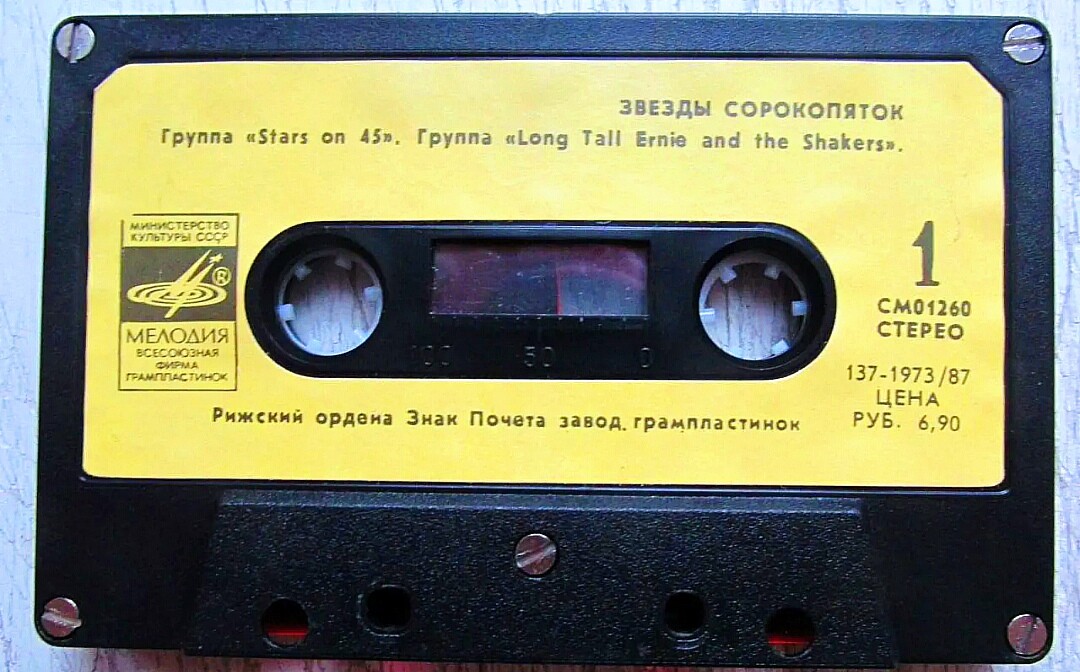 ЗВЕЗДЫ СОРОКОПЯТОК
Группа «Stars on 45». Группа «Long Tall Ernie and the Shakers».
МИНИСТЕРСТВО
КУЛЬТУРЫ СССР
®
МЕЛОДИЯ
ВСЕСОЮЗНАЯ
ФИРМА
ГРАМПЛАСТИНОК
1
СМ01260
СТЕРЕО
100 50 0
137-1973/87
ЦЕНА
РУБ. 6,90
Рижский ордена Знак Почета завод грампластинок